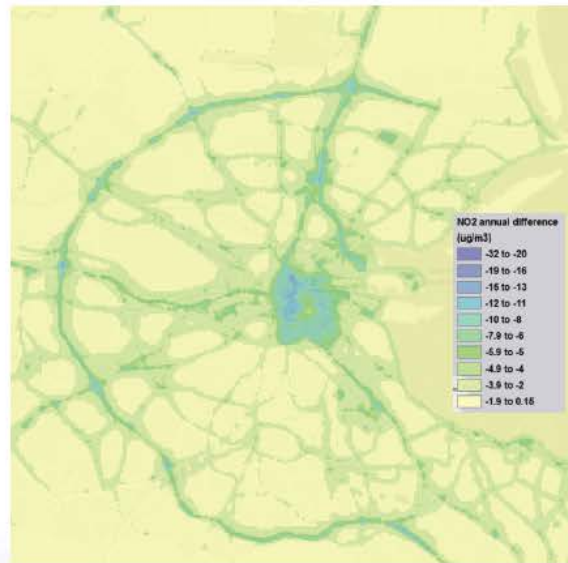 NO2 annual difference
(ug/m3)
-32 to -20
-19 to -16
-15 to -13
-12 to -11
-10 to -8
-7.9 to -6
-5.9 to -5
-4.9 to -4
-3.9 to -2
-1.9 to 0.15